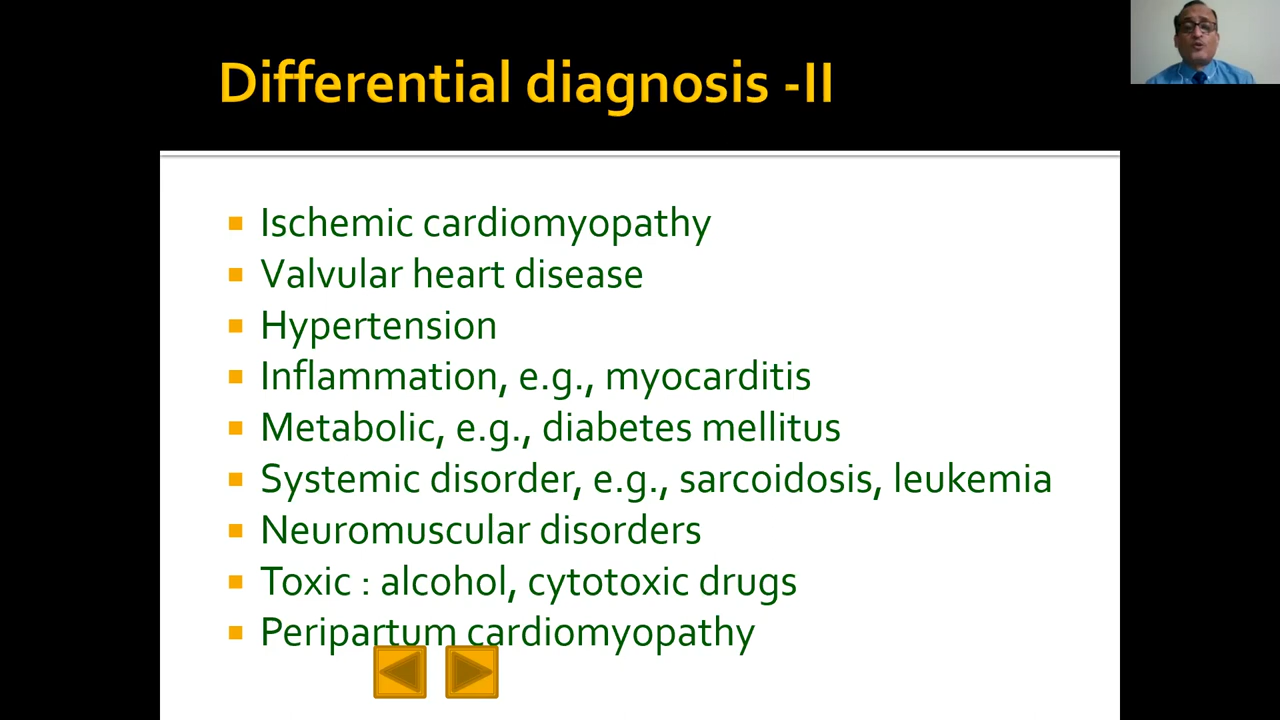 Differential diagnosis -II
Ischemic cardiomyopathy
Valvular heart disease
Hypertension
Inflammation, e.g., myocarditis
Metabolic, e.g., diabetes mellitus
Systemic disorder, e.g., sarcoidosis, leukemia
Neuromuscular disorders
Toxic : alcohol, cytotoxic drugs
Peripartum cardiomyopathy